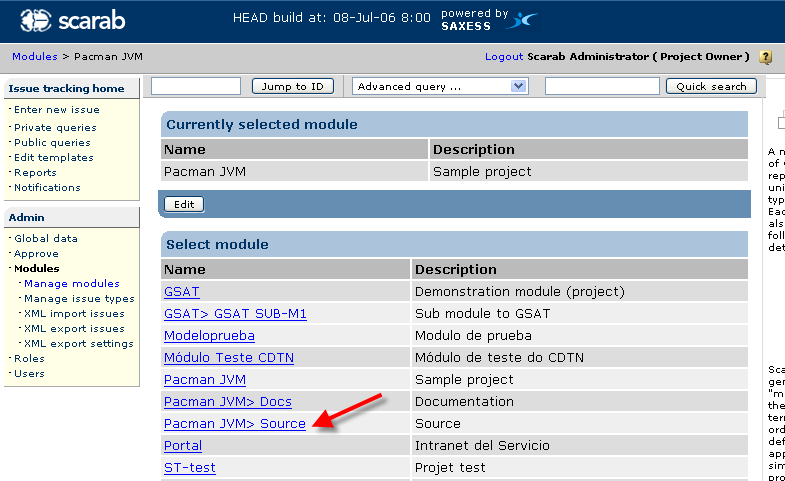 scarab
HEAD build at: 08-Jul-06 8:00
powered by
SAXESS
Modules > Pacman JVM
Logout Scarab Administrator ( Project Owner ) ?
Issue tracking home
Jump to ID
Advanced query ...
Quick search
Enter new issue
Private queries
Public queries
Edit templates
Reports
Notifications
Admin
Global data
Approve
Modules
Manage modules
Manage issue types
XML import issues
XML export issues
XML export settings
Roles
Users
Currently selected module
Name Description
Pacman JVM Sample project
Edit
Select module
Name Description
GSAT Demonstration module (project)
GSAT> GSAT SUB-M1 Sub module to GSAT
Modeloprueba Modulo de prueba
Módulo Teste CDTN Módulo de teste do CDTN
Pacman JVM Sample project
Pacman JVM> Docs Documentation
Pacman JVM> Source Source
Portal Intranet del Servicio
ST-test Projet test
A n
of
rep
uni
typ
Eac
als
foll
det
Sca
ger
"m
the
ter
ord
def
app
sim
pro